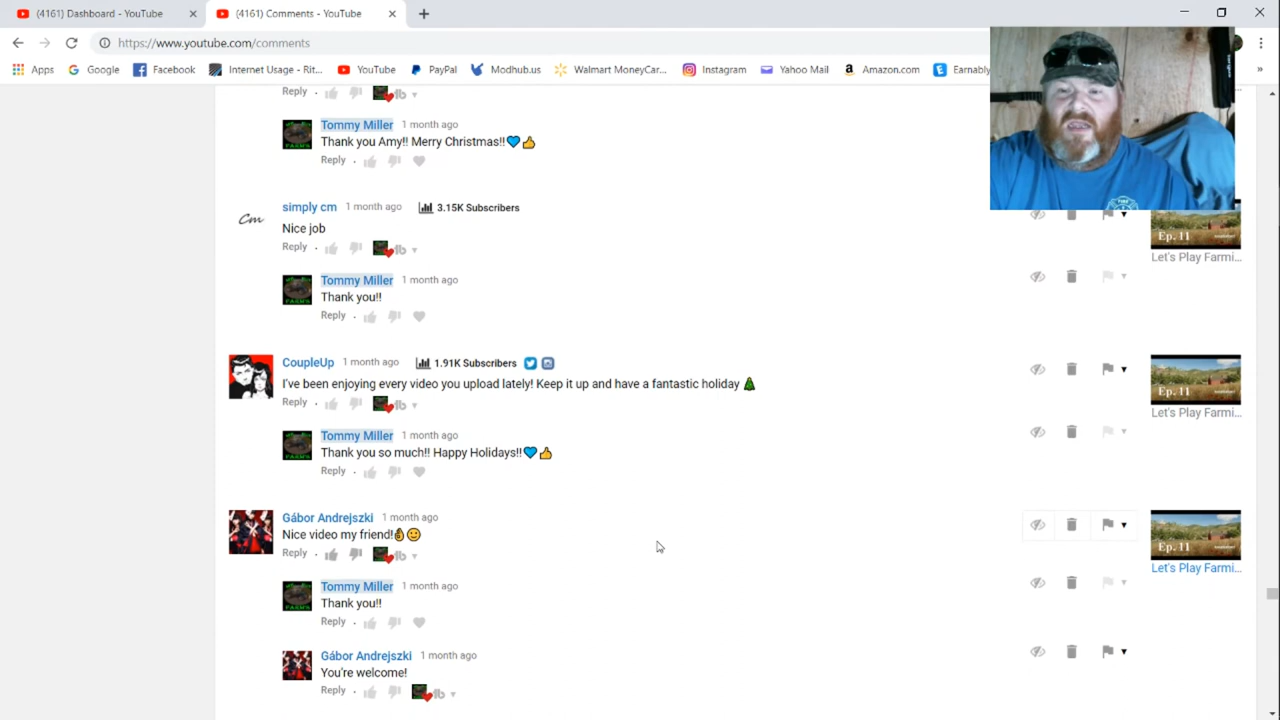 (4161) Dashboard - YouTube
(4161) Comments - YouTube
https://www.youtube.com/comments
Apps
Google
Facebook
Internet Usage - Rit...
YouTube
PayPal
Modhub.us
Walmart MoneyCar...
Instagram
Yahoo Mail
Amazon.com
Earnably
Reply
Tommy Miller 1 month ago
Thank you Amy!! Merry Christmas!!💙👍
Reply
Cm
simply cm 1 month ago 3.15K Subscribers
Nice job
Reply
Ep. 11
Let's Play Farmi...
Tommy Miller 1 month ago
Thank you!!
Reply
CoupleUp 1 month ago 1.91K Subscribers
I've been enjoying every video you upload lately! Keep it up and have a fantastic holiday 🎄
Reply
Ep. 11
Let's Play Farmi...
Tommy Miller 1 month ago
Thank you so much!! Happy Holidays!!💙👍
Reply
Gábor Andrejszki 1 month ago
Nice video my friend!👌🙂
Reply
Ep. 11
Let's Play Farmi...
Tommy Miller 1 month ago
Thank you!!
Reply
Gábor Andrejszki 1 month ago
You're welcome!
Reply